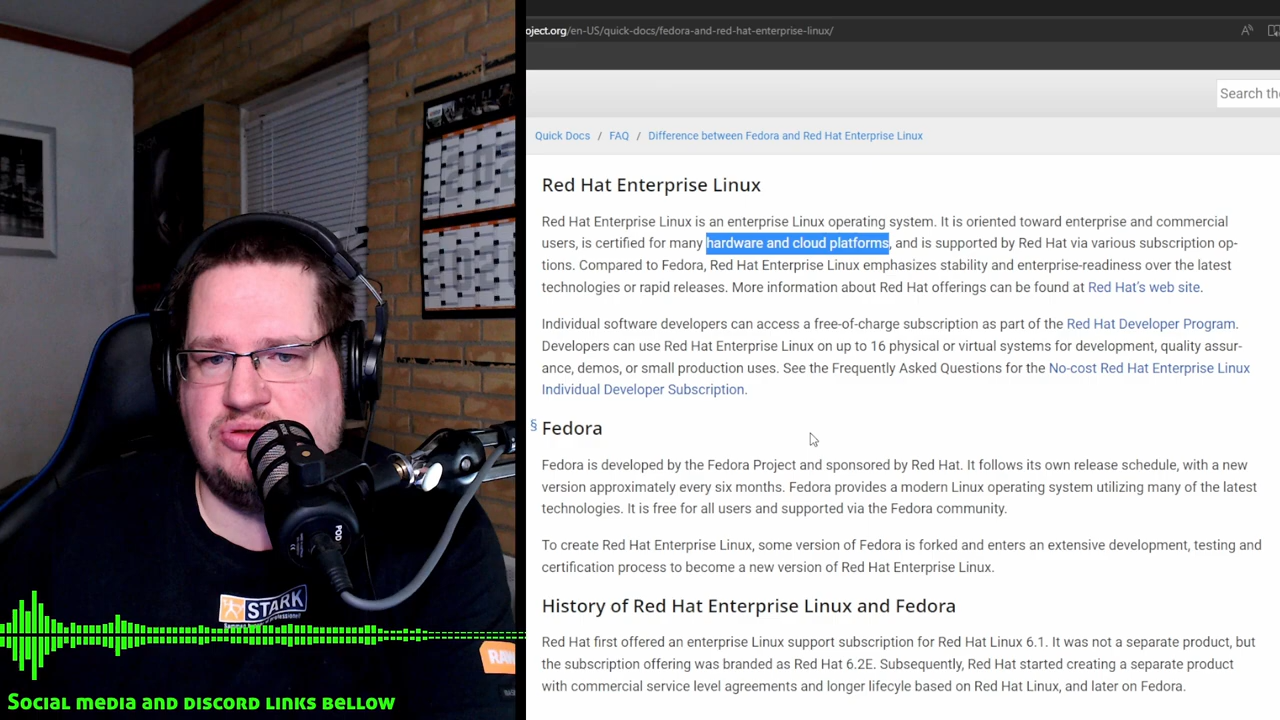 oject.org/en-US/quick-docs/fedora-and-red-hat-enterprise-linux/
Search the
Quick Docs / FAQ / Difference between Fedora and Red Hat Enterprise Linux
Red Hat Enterprise Linux
Red Hat Enterprise Linux is an enterprise Linux operating system. It is oriented toward enterprise and commercial
users, is certified for many hardware and cloud platforms, and is supported by Red Hat via various subscription op-
tions. Compared to Fedora, Red Hat Enterprise Linux emphasizes stability and enterprise-readiness over the latest
technologies or rapid releases. More information about Red Hat offerings can be found at Red Hat's web site.
Individual software developers can access a free-of-charge subscription as part of the Red Hat Developer Program.
Developers can use Red Hat Enterprise Linux on up to 16 physical or virtual systems for development, quality assur-
ance, demos, or small production uses. See the Frequently Asked Questions for the No-cost Red Hat Enterprise Linux
Individual Developer Subscription.
§ Fedora
Fedora is developed by the Fedora Project and sponsored by Red Hat. It follows its own release schedule, with a new
version approximately every six months. Fedora provides a modern Linux operating system utilizing many of the latest
technologies. It is free for all users and supported via the Fedora community.
To create Red Hat Enterprise Linux, some version of Fedora is forked and enters an extensive development, testing and
certification process to become a new version of Red Hat Enterprise Linux.
History of Red Hat Enterprise Linux and Fedora
Red Hat first offered an enterprise Linux support subscription for Red Hat Linux 6.1. It was not a separate product, but
the subscription offering was branded as Red Hat 6.2E. Subsequently, Red Hat started creating a separate product
with commercial service level agreements and longer lifecyle based on Red Hat Linux, and later on Fedora.
POD
STARK
RAW
Social media and discord links bellow